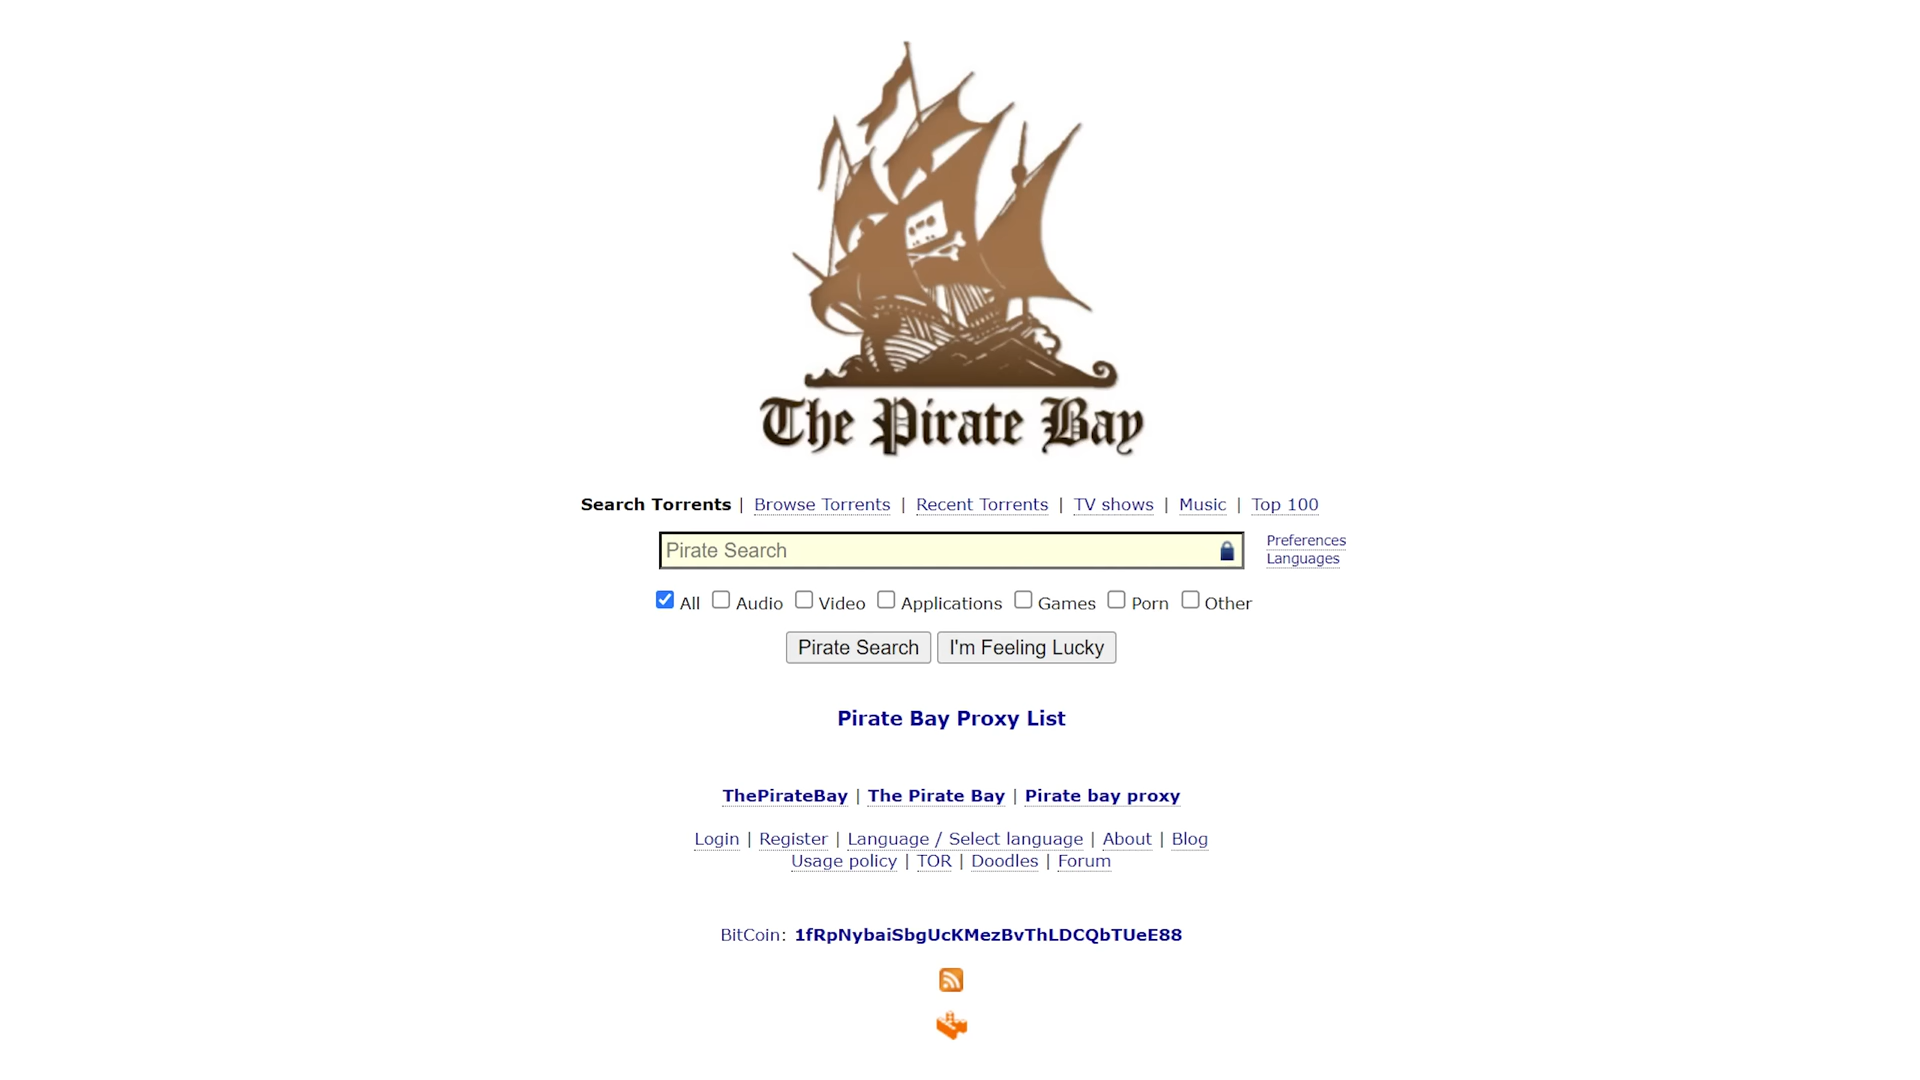 The Pirate Bay
Search Torrents | Browse Torrents | Recent Torrents | TV shows | Music | Top 100
Pirate Search
Preferences
Languages
All Audio Video Applications Games Porn Other
Pirate Search I'm Feeling Lucky
Pirate Bay Proxy List
ThePirateBay | The Pirate Bay | Pirate bay proxy
Login | Register | Language / Select language | About | Blog
Usage policy | TOR | Doodles | Forum
BitCoin: 1fRpNybaiSbgUcKMezBvThLDCQbTUeE88